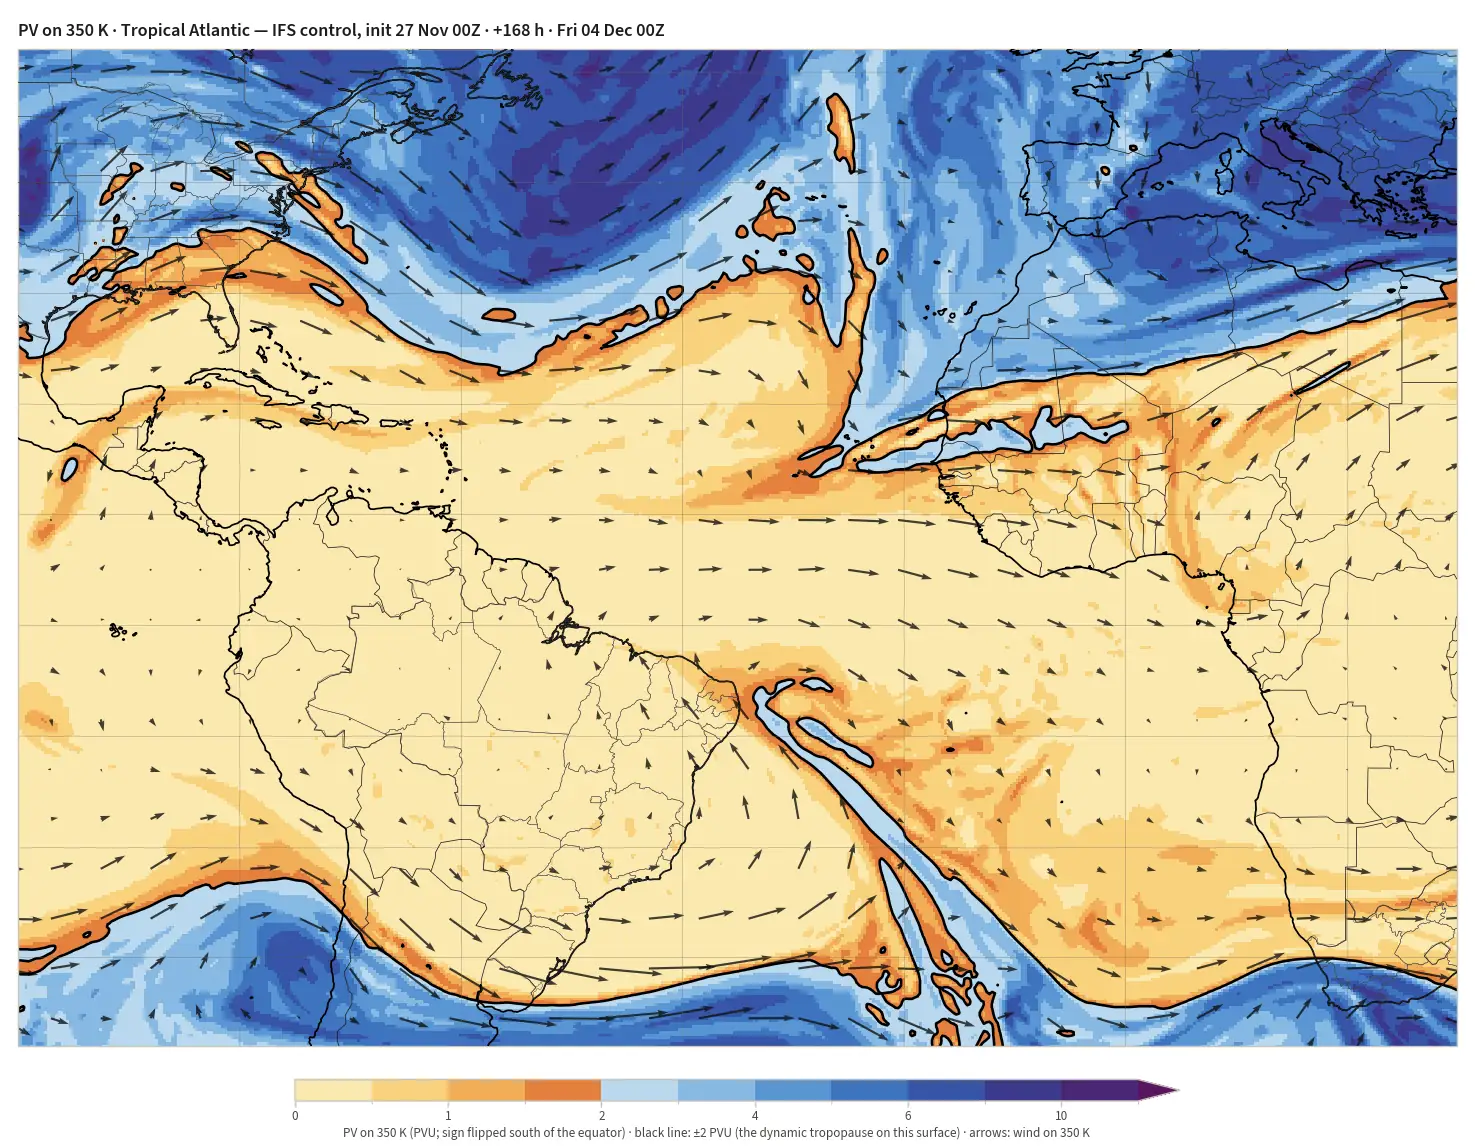 PV on 350 K · Tropical Atlantic — IFS control, init 27 Nov 00Z · +168 h · Fri 04 Dec 00Z
0 1 2 4 6 10
PV on 350 K (PVU; sign flipped south of the equator) · black line: ±2 PVU (the dynamic tropopause on this surface) · arrows: wind on 350 K